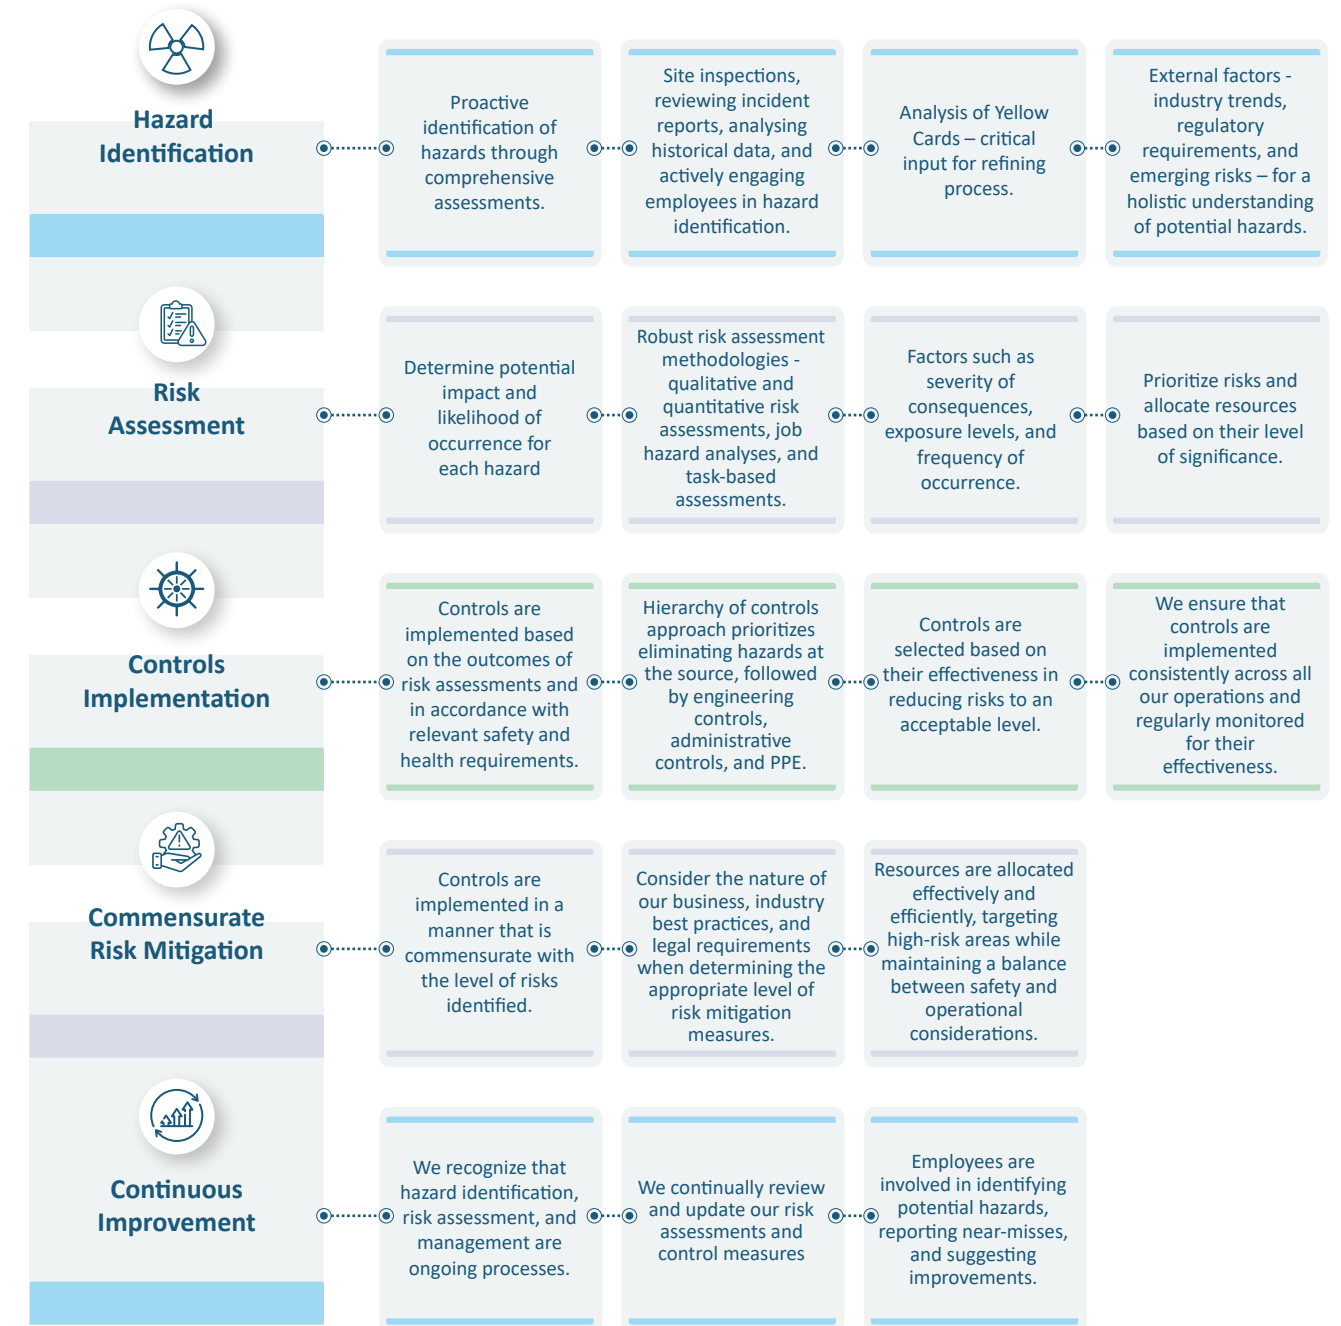 Hazard
Identification
Proactive
identification of
hazards through
comprehensive
assessments.
Site inspections,
reviewing incident
reports, analysing
historical data, and
actively engaging
employees in hazard
identification.
Analysis of Yellow
Cards – critical
input for refining
process.
External factors -
industry trends,
regulatory
requirements, and
emerging risks – for a
holistic understanding
of potential hazards.
Risk
Assessment
Determine potential
impact and
likelihood of
occurrence for
each hazard
Robust risk assessment
methodologies -
qualitative and
quantitative risk
assessments, job
hazard analyses, and
task-based
assessments.
Factors such as
severity of
consequences,
exposure levels, and
frequency of
occurrence.
Prioritize risks and
allocate resources
based on their level
of significance.
Controls
Implementation
Controls are
implemented based
on the outcomes of
risk assessments and
in accordance with
relevant safety and
health requirements.
Hierarchy of controls
approach prioritizes
eliminating hazards at
the source, followed
by engineering
controls,
administrative
controls, and PPE.
Controls are
selected based on
their effectiveness in
reducing risks to an
acceptable level.
We ensure that
controls are
implemented
consistently across all
our operations and
regularly monitored
for their
effectiveness.
Commensurate
Risk Mitigation
Controls are
implemented in a
manner that is
commensurate with
the level of risks
identified.
Consider the nature of
our business, industry
best practices, and
legal requirements
when determining the
appropriate level of
risk mitigation
measures.
Resources are allocated
effectively and
efficiently, targeting
high-risk areas while
maintaining a balance
between safety and
operational
considerations.
Continuous
Improvement
We recognize that
hazard identification,
risk assessment, and
management are
ongoing processes.
We continually review
and update our risk
assessments and
control measures
Employees are
involved in identifying
potential hazards,
reporting near-misses,
and suggesting
improvements.